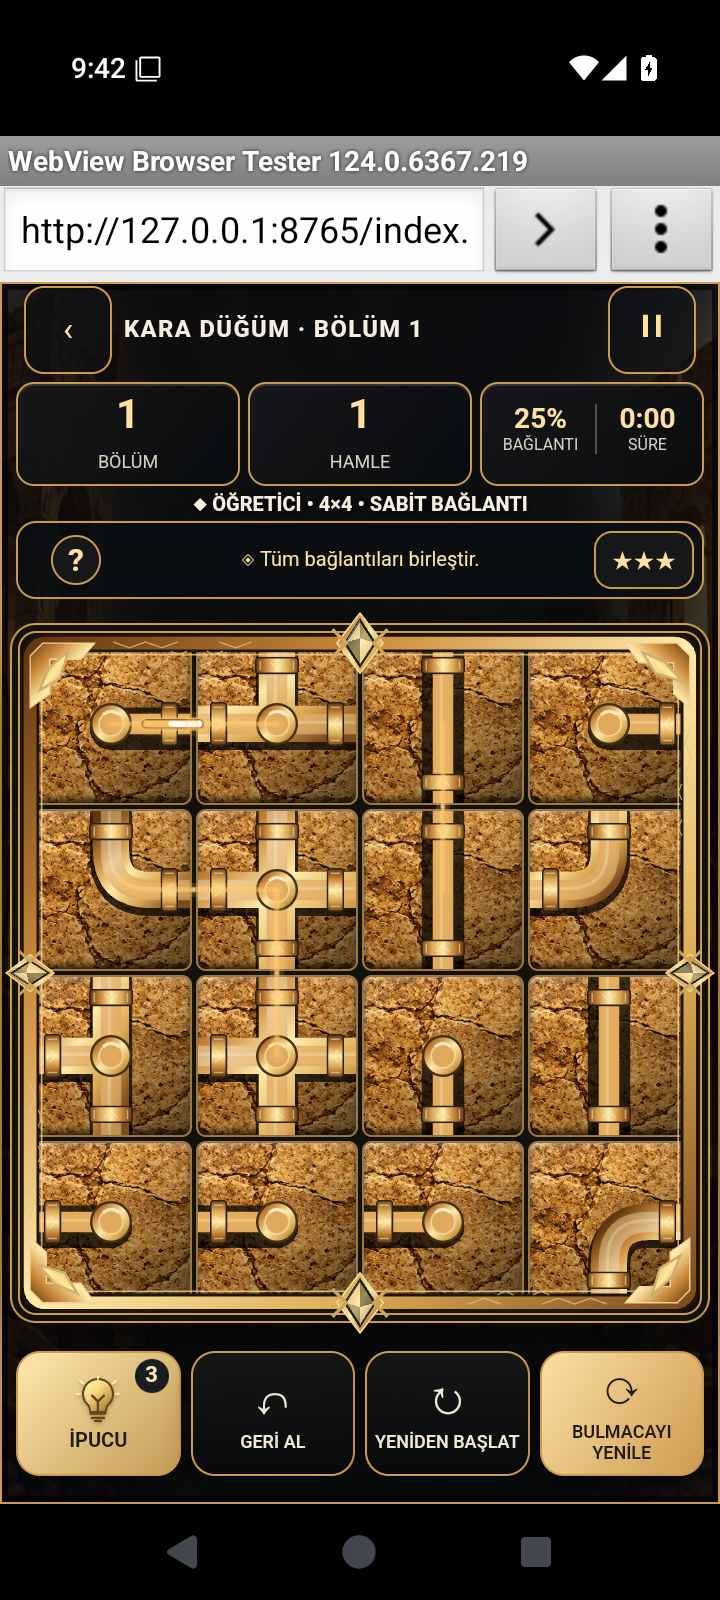 9:42
WebView Browser Tester 124.0.6367.219
http://127.0.0.1:8765/index.
‹ KARA DÜĞÜM · BÖLÜM 1
1
BÖLÜM
1
HAMLE
25%
BAĞLANTI
0:00
SÜRE
◆ ÖĞRETİCİ • 4×4 • SABİT BAĞLANTI
?
◈ Tüm bağlantıları birleştir.
★★★
3
İPUCU
GERİ AL
YENİDEN BAŞLAT
BULMACAYI
YENİLE